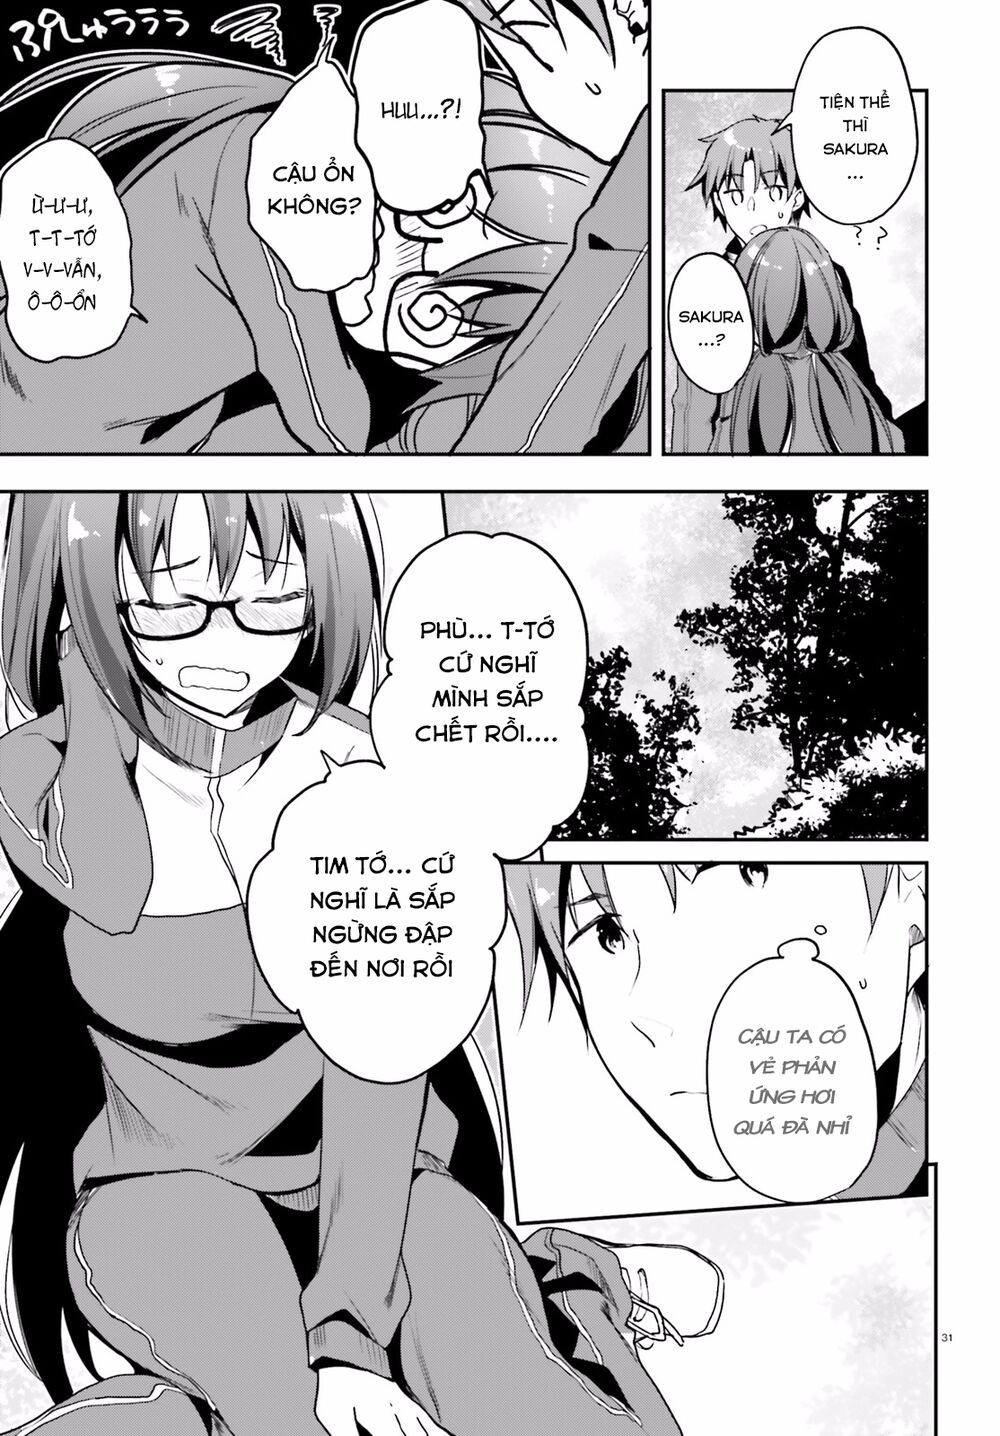 TIỆN THỂ
THÌ
SAKURA
...
? ?
SAKURA
...?
HUU...?!
CẬU ỔN
KHÔNG?
Ừ-Ư-Ư,
T-T-TỚ
V-V-VẪN,
Ô-Ô-ỔN
ぷしゅううう
PHÙ... T-TỚ
CỨ NGHĨ
MÌNH SẮP
CHẾT RỒI....
TIM TỚ... CỨ
NGHĨ LÀ SẮP
NGỪNG ĐẬP
ĐẾN NƠI RỒI
CẬU TA CÓ
VẺ PHẢN
ỨNG HƠI
QUÁ ĐÀ NHỈ
31